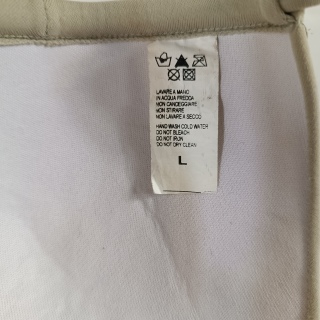 LAVARE A MANO
IN ACQUA FREDDA
NON CANDEGGIARE
NON STIRARE
NON LAVARE A SECCO
HAND WASH COLD WATER
DO NOT BLEACH
DO NOT IRON
DO NOT DRY CLEAN
L